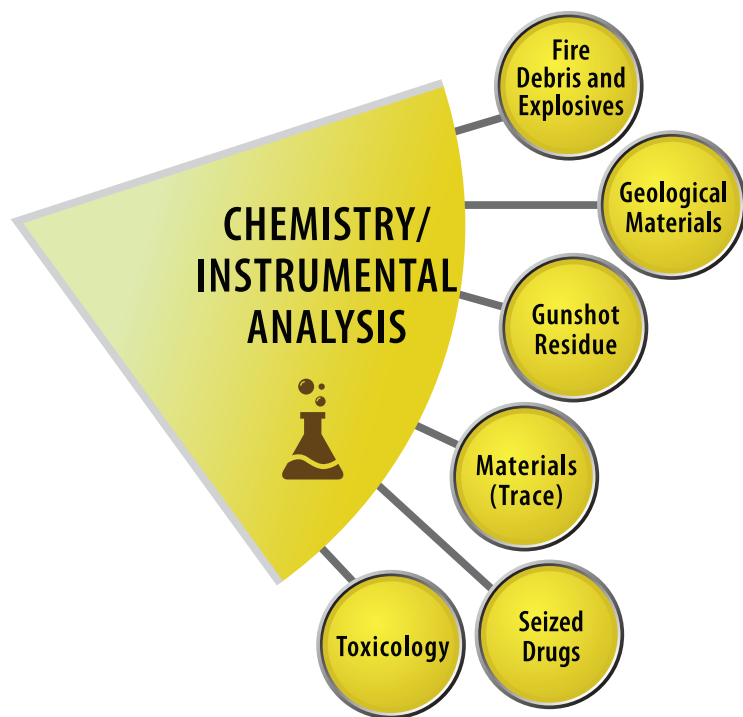 Fire
Debris and
Explosives
Geological
Materials
CHEMISTRY/
INSTRUMENTAL
ANALYSIS
Gunshot
Residue
Materials
(Trace)
Seized
Drugs
Toxicology